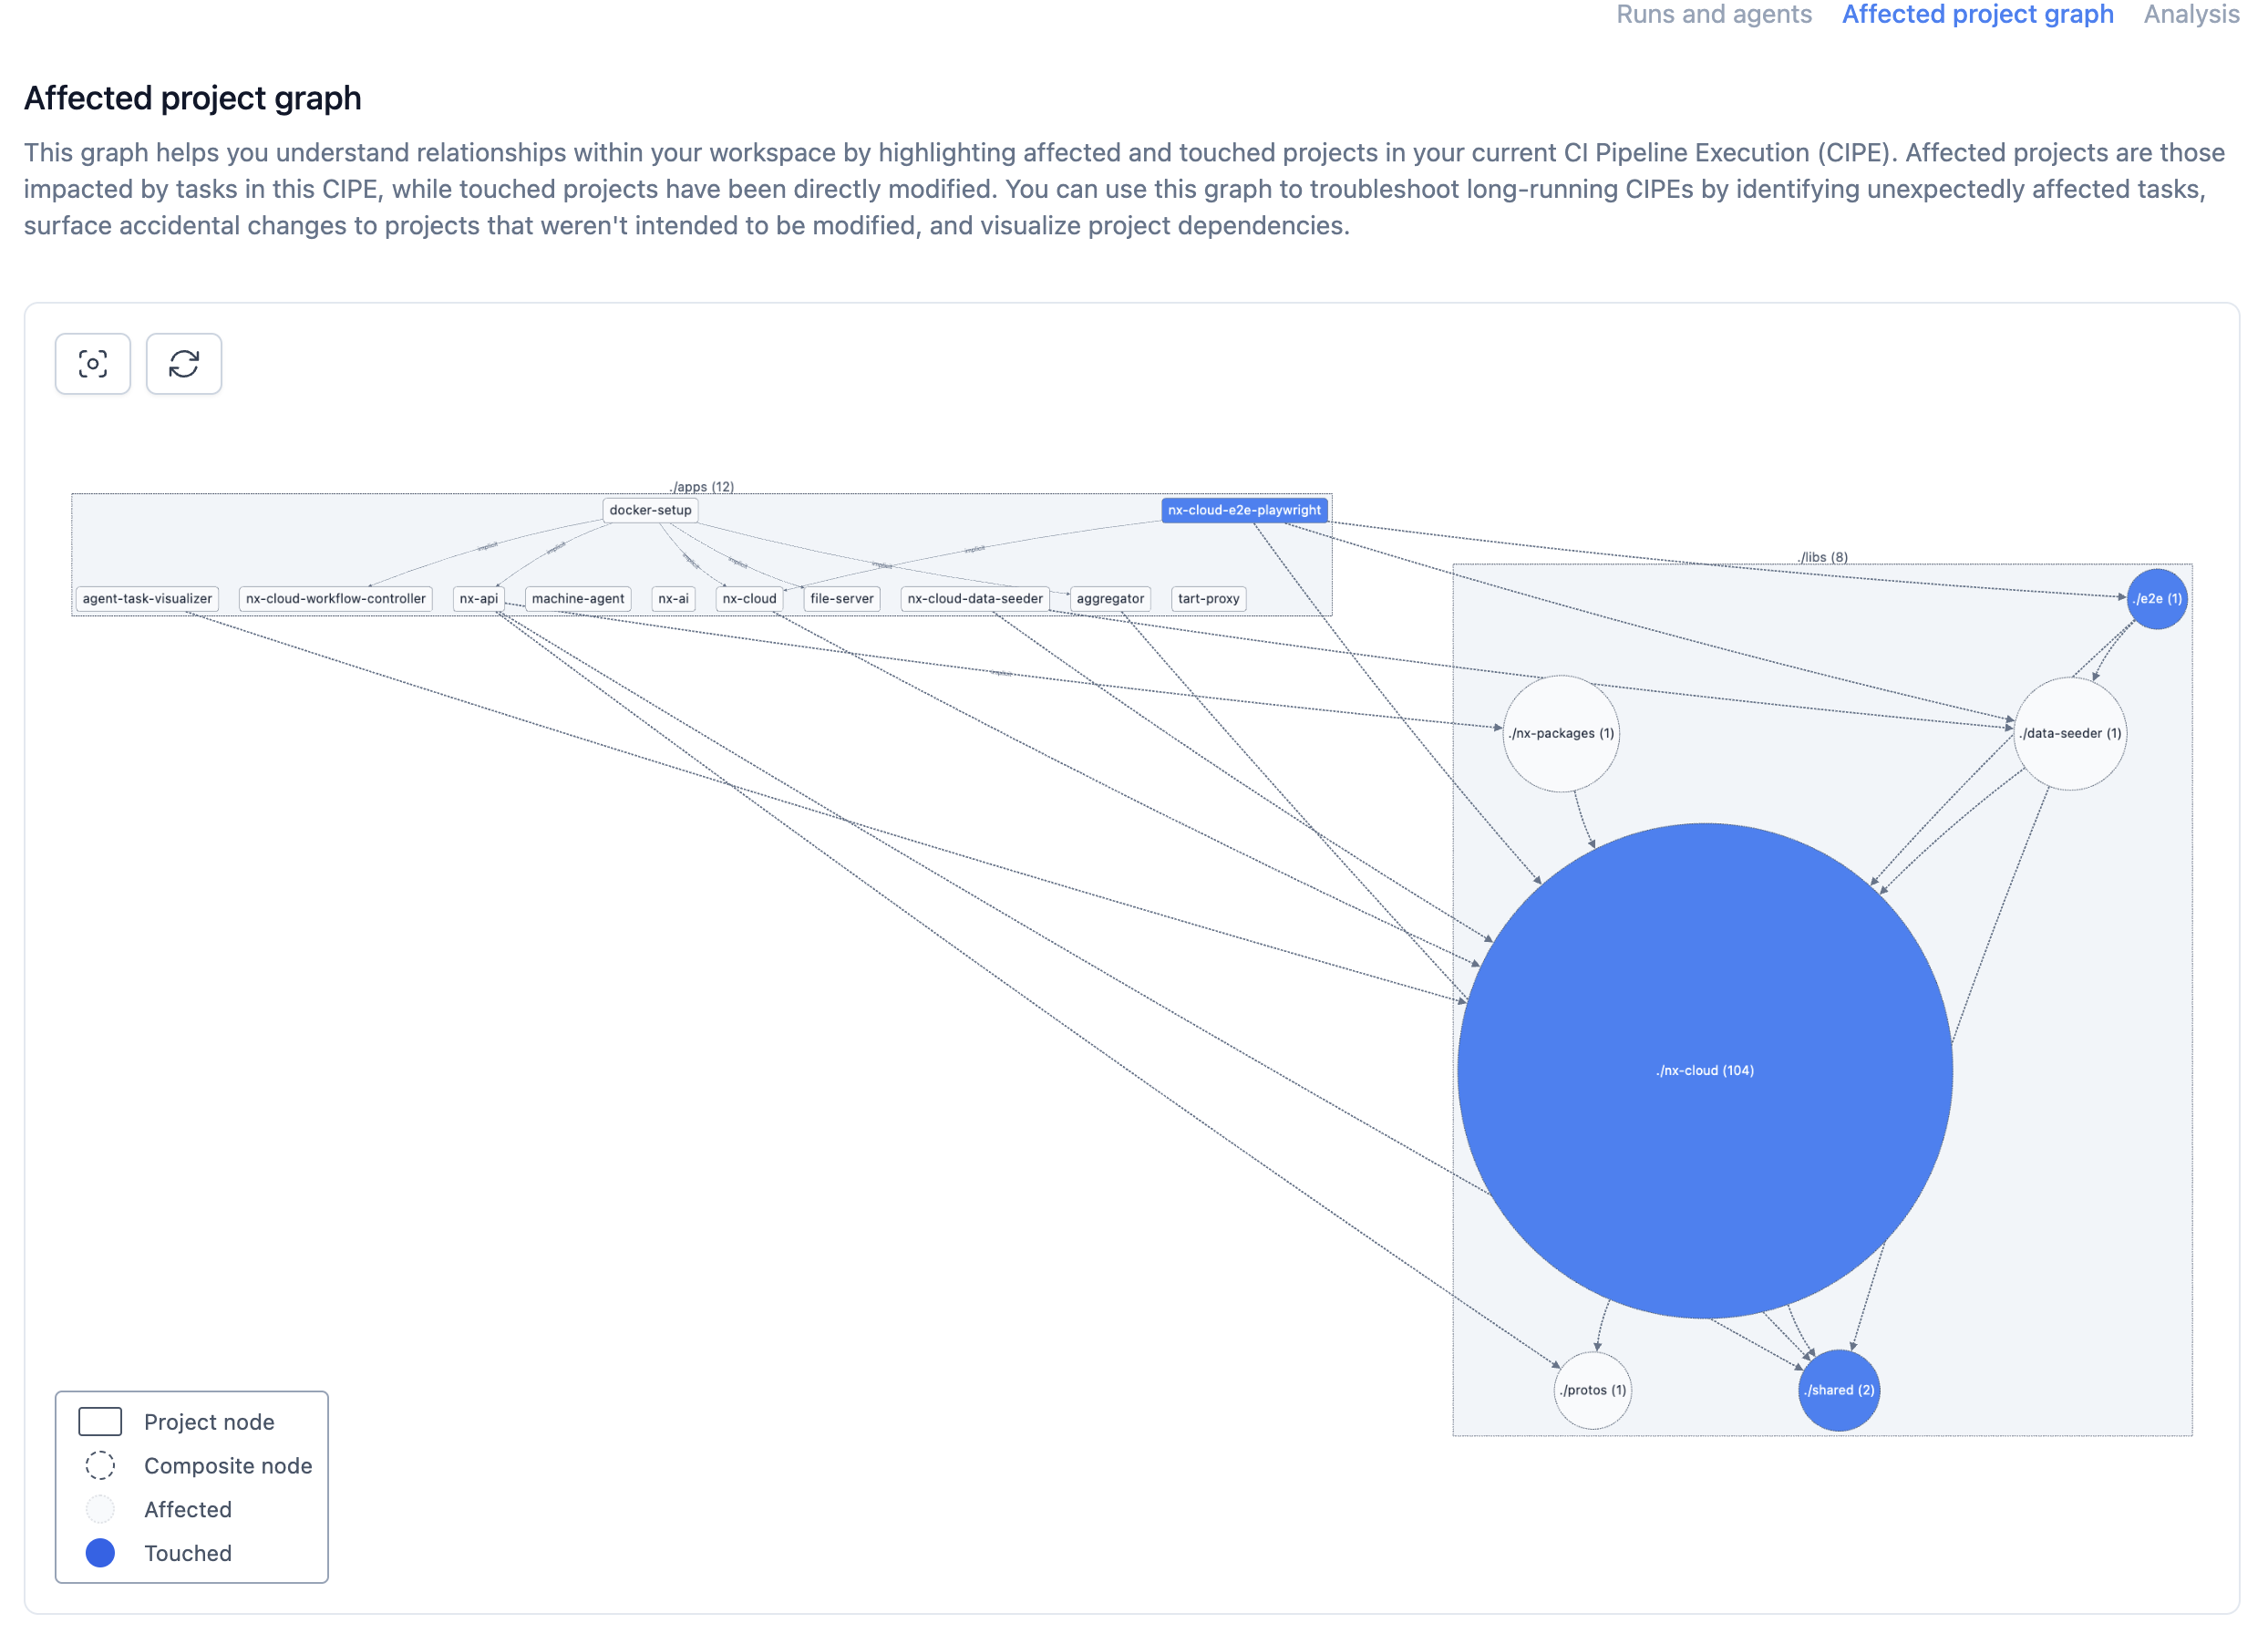 Runs and agents
Affected project graph
Analysis
Affected project graph
This graph helps you understand relationships within your workspace by highlighting affected and touched projects in your current CI Pipeline Execution (CIPE). Affected projects are those
impacted by tasks in this CIPE, while touched projects have been directly modified. You can use this graph to troubleshoot long-running CIPEs by identifying unexpectedly affected tasks,
surface accidental changes to projects that weren't intended to be modified, and visualize project dependencies.
./apps (12)
docker-setup
nx-cloud-e2e-playwright
implicit
implicit
implicit
implicit
implicit
implicit
agent-task-visualizer
nx-cloud-workflow-controller
nx-api
machine-agent
nx-ai
nx-cloud
file-server
nx-cloud-data-seeder
aggregator
tart-proxy
implicit
./libs (8)
./e2e (1)
./nx-packages (1)
./data-seeder (1)
./nx-cloud (104)
./protos (1)
./shared (2)
Project node
Composite node
Affected
Touched